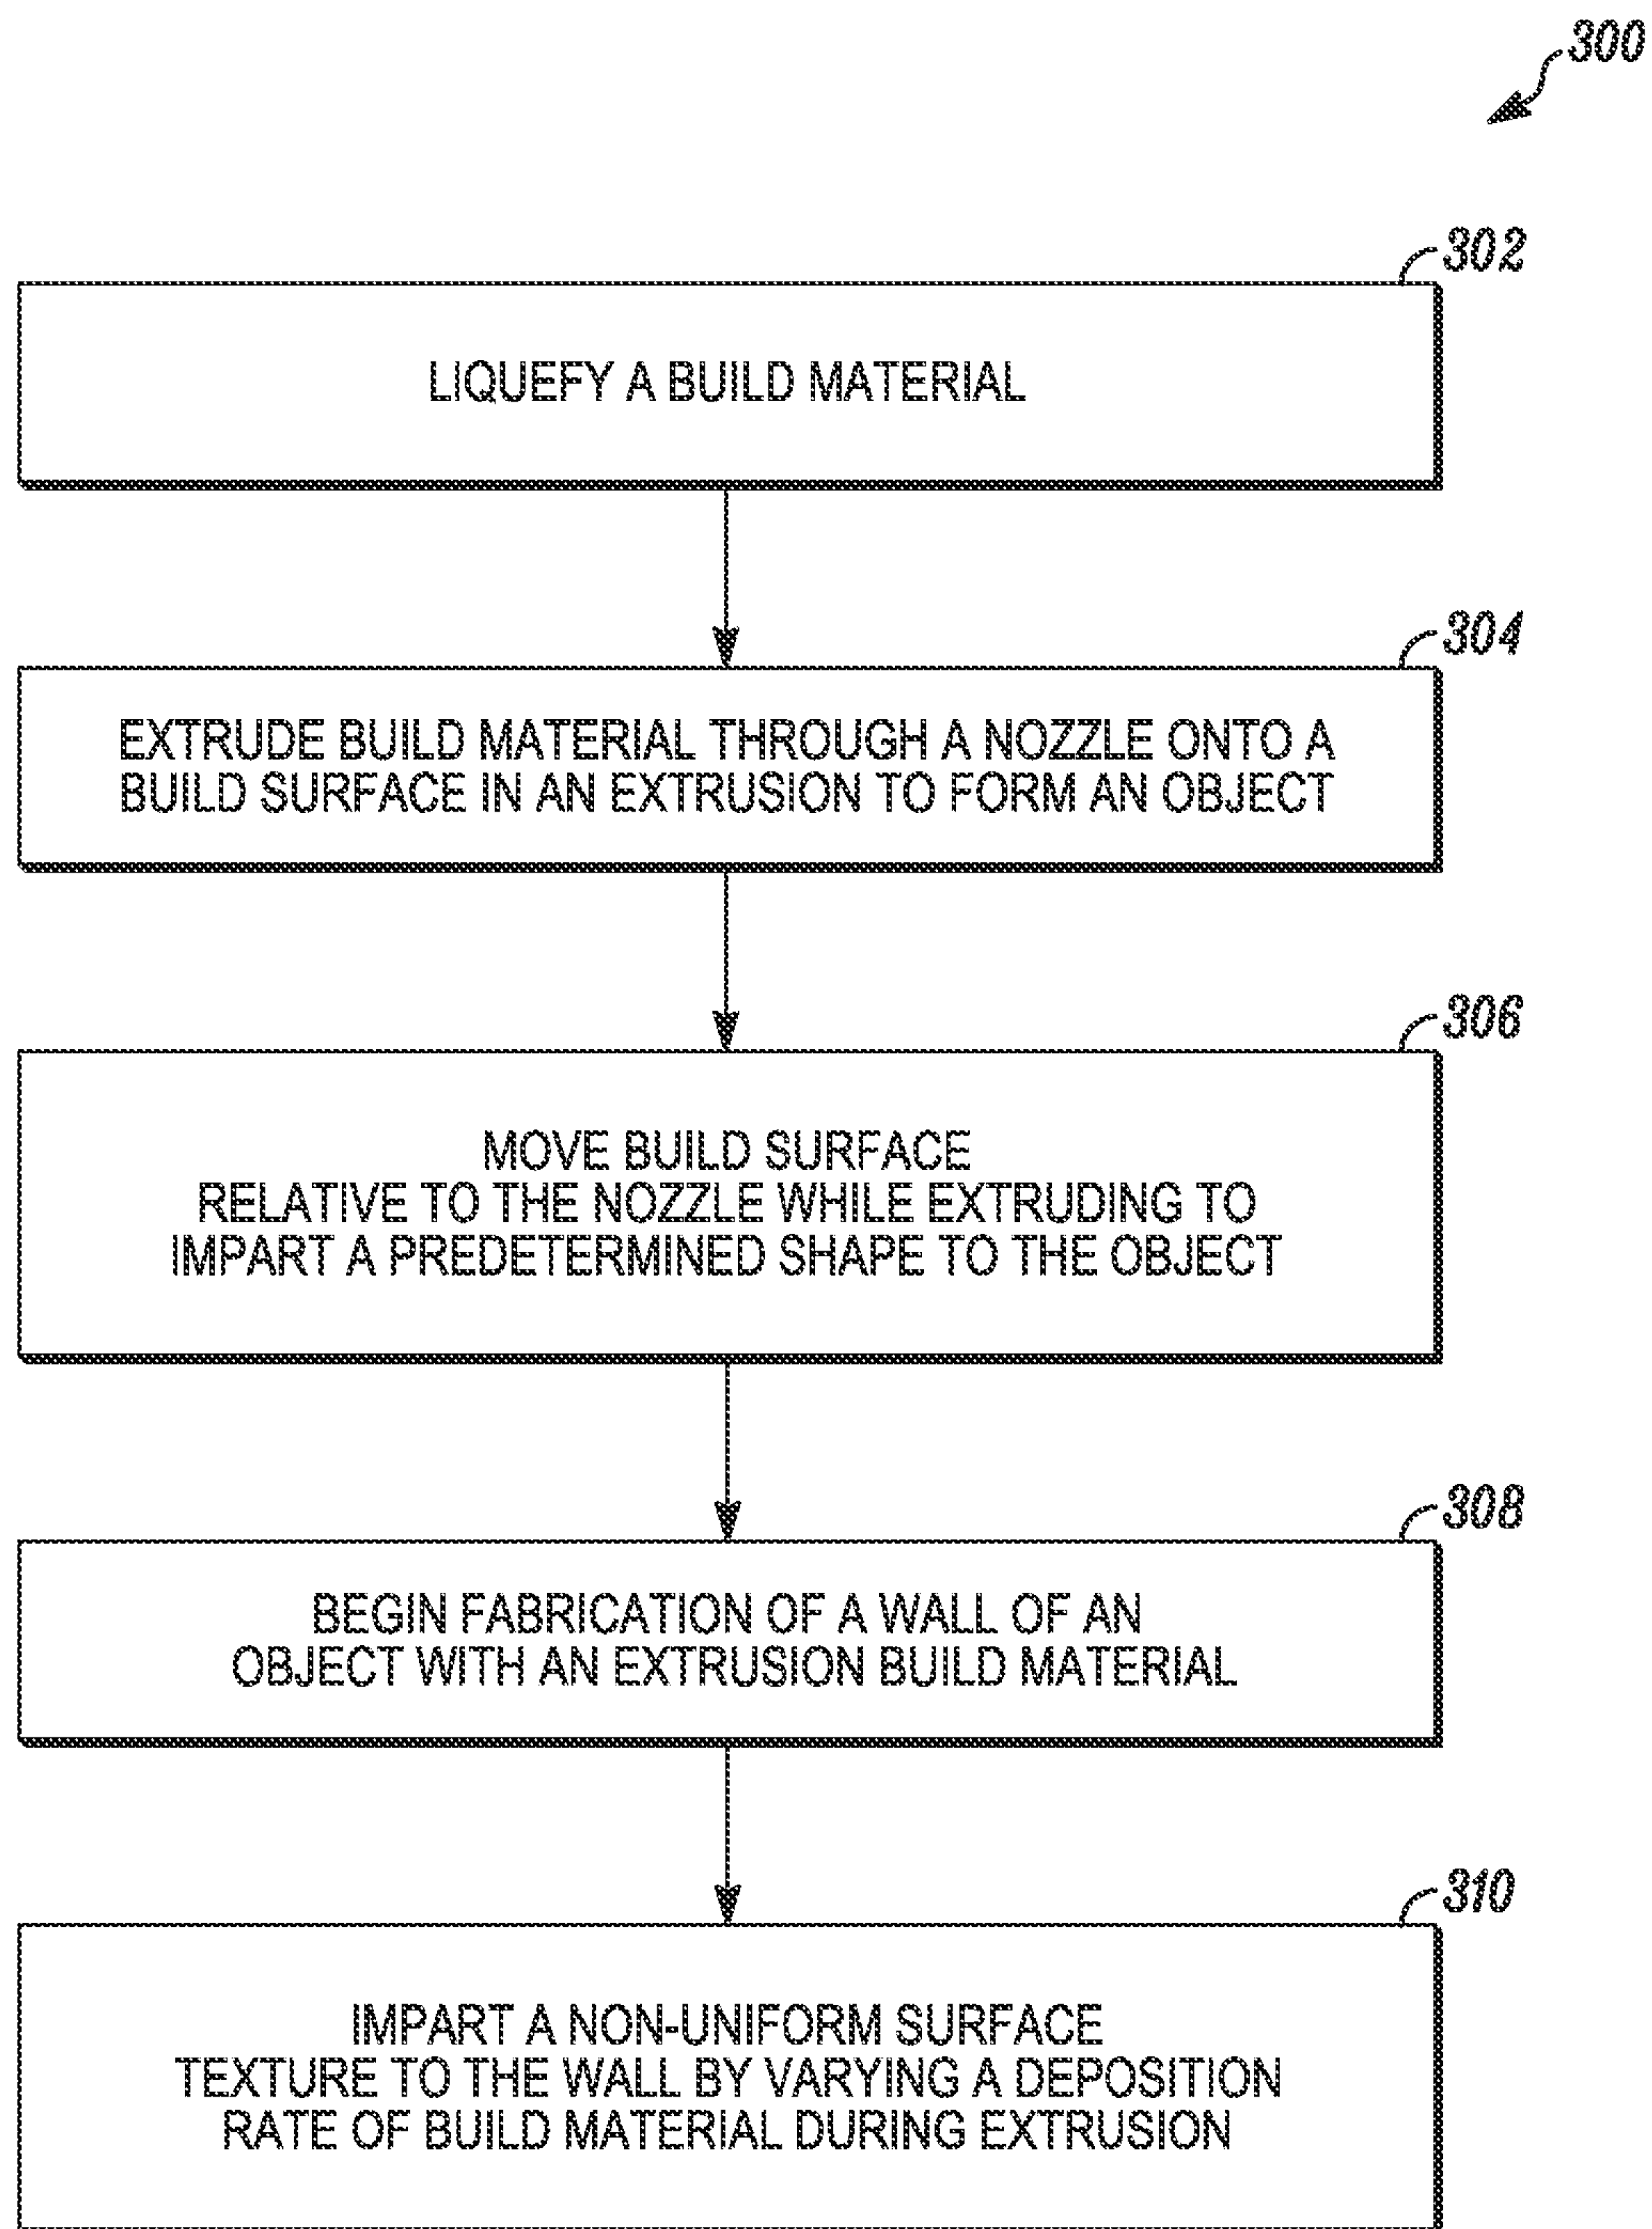 300
302
LIQUEFY A BUILD MATERIAL
304
EXTRUDE BUILD MATERIAL THROUGH A NOZZLE ONTO A
BUILD SURFACE IN AN EXTRUSION TO FORM AN OBJECT
306
MOVE BUILD SURFACE
RELATIVE TO THE NOZZLE WHILE EXTRUDING TO
IMPART A PREDETERMINED SHAPE TO THE OBJECT
308
BEGIN FABRICATION OF A WALL OF AN
OBJECT WITH AN EXTRUSION BUILD MATERIAL
310
IMPART A NON-UNIFORM SURFACE
TEXTURE TO THE WALL BY VARYING A DEPOSITION
RATE OF BUILD MATERIAL DURING EXTRUSION